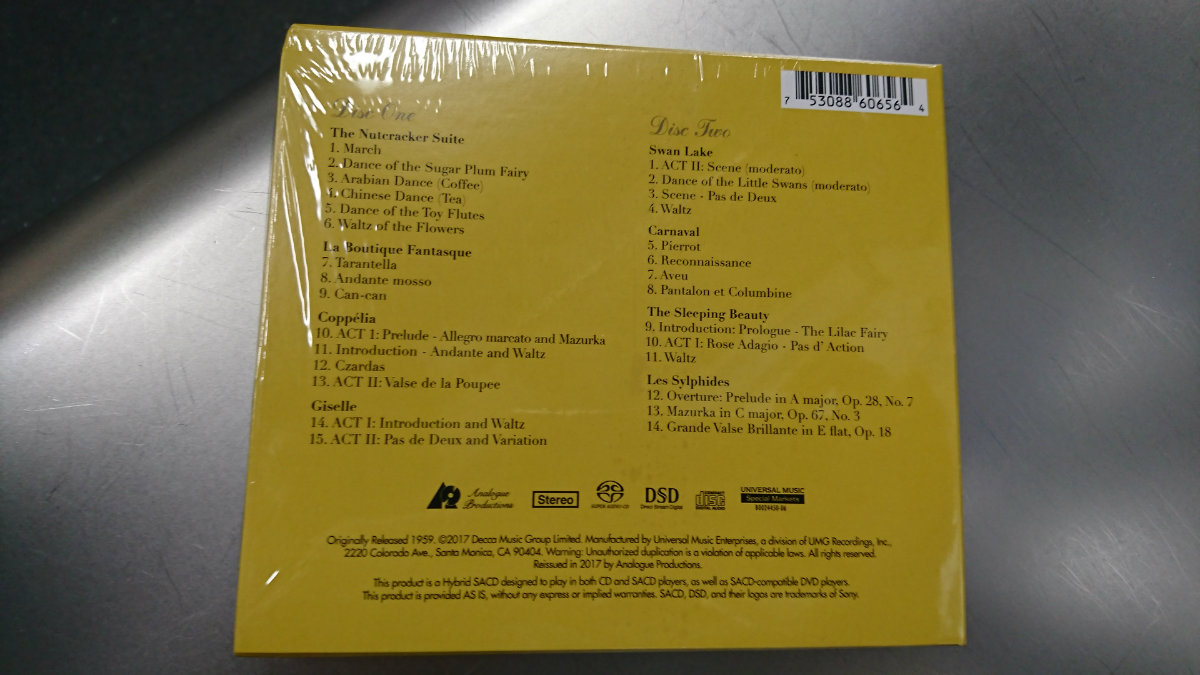 Disc One
The Nutcracker Suite
1. March
2. Dance of the Sugar Plum Fairy
3. Arabian Dance (Coffee)
4. Chinese Dance (Tea)
5. Dance of the Toy Flutes
6. Waltz of the Flowers
La Boutique Fantasque
7. Tarantella
8. Andante mosso
9. Can-can
Coppélia
10. ACT 1: Prelude - Allegro marcato and Mazurka
11. Introduction - Andante and Waltz
12. Czardas
13. ACT II: Valse de la Poupee
Giselle
14. ACT I: Introduction and Waltz
15. ACT II: Pas de Deux and Variation
7 53088 60656 4
Disc Two
Swan Lake
1. ACT II: Scene (moderato)
2. Dance of the Little Swans (moderato)
3. Scene - Pas de Deux
4. Waltz
Carnaval
5. Pierrot
6. Reconnaissance
7. Aveu
8. Pantalon et Columbine
The Sleeping Beauty
9. Introduction: Prologue - The Lilac Fairy
10. ACT I: Rose Adagio - Pas d' Action
11. Waltz
Les Sylphides
12. Overture: Prelude in A major, Op. 28, No. 7
13. Mazurka in C major, Op. 67, No. 3
14. Grande Valse Brillante in E flat, Op. 18
Analogue
Productions
Stereo
SUPER AUDIO CD
DSD
Direct Stream Digital
COMPACT
disc
DIGITAL AUDIO
UNIVERSAL MUSIC
Special Markets
B0024450-06
Originally Released 1959. ©2017 Decca Music Group Limited. Manufactured by Universal Music Enterprises, a division of UMG Recordings, Inc.,
2220 Colorado Ave., Santa Monica, CA 90404. Warning: Unauthorized duplication is a violation of applicable laws. All rights reserved.
Reissued in 2017 by Analogue Productions.
This product is a Hybrid SACD designed to play in both CD and SACD players, as well as SACD-compatible DVD players.
This product is provided AS IS, without any express or implied warranties. SACD, DSD, and their logos are trademarks of Sony.